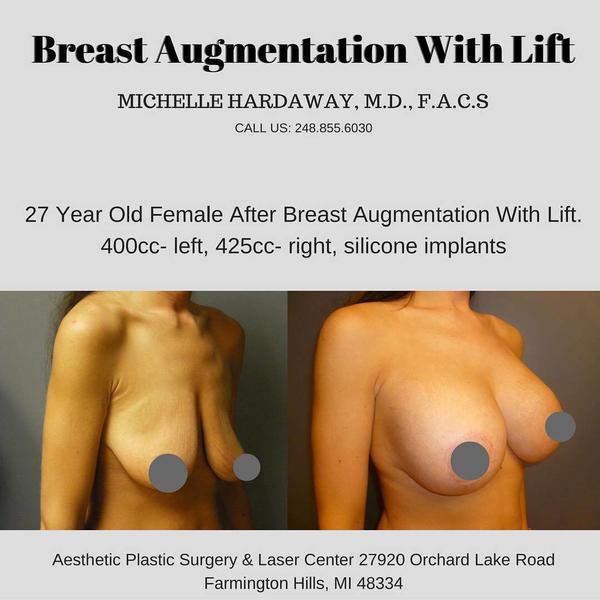 Breast Augmentation With Lift
MICHELLE HARDAWAY, M.D., F.A.C.S
CALL US: 248.855.6030
27 Year Old Female After Breast Augmentation With Lift.
400cc- left, 425cc- right, silicone implants
Aesthetic Plastic Surgery & Laser Center 27920 Orchard Lake Road
Farmington Hills, MI 48334